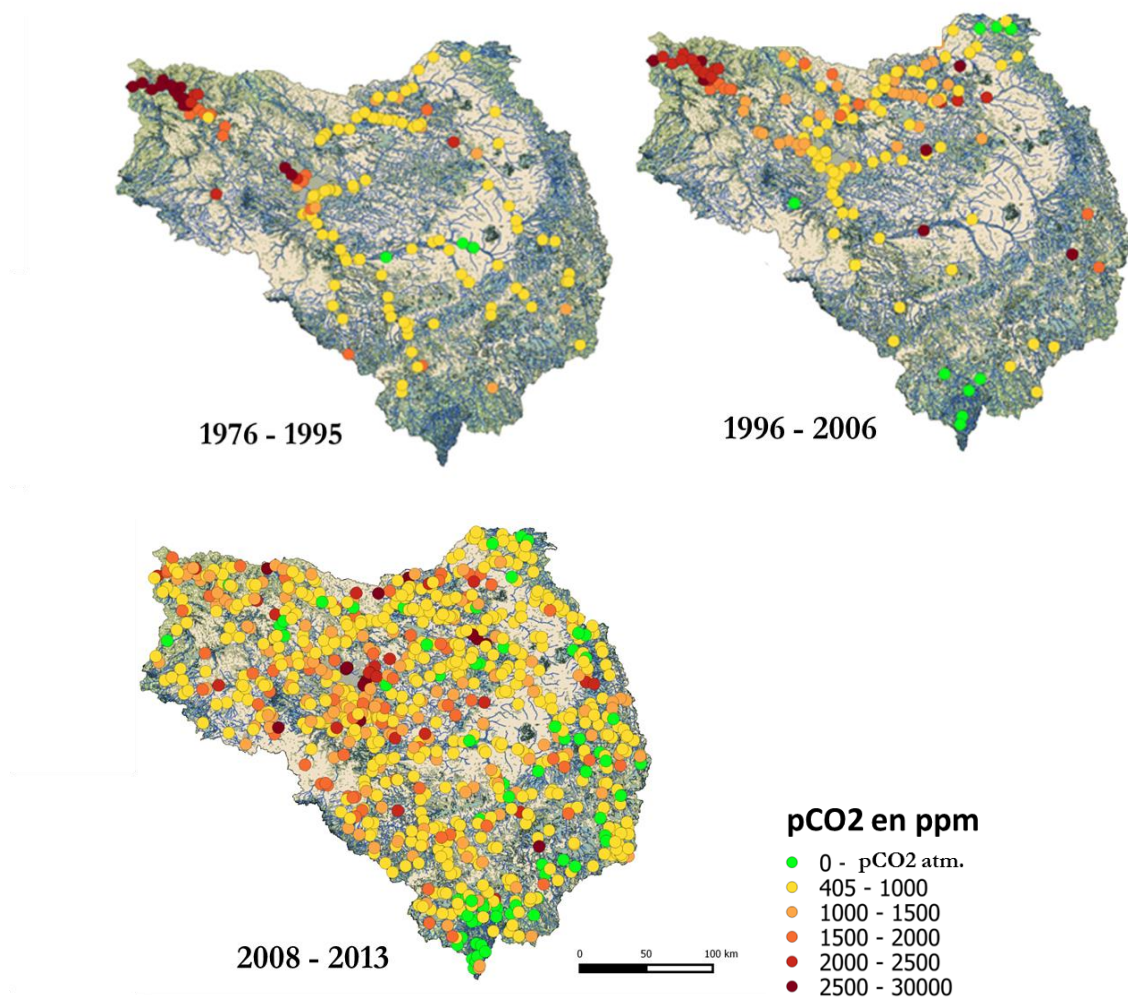 1976 - 1995
1996 - 2006
2008 - 2013
0 50 100 km
pCO2 en ppm
0 - pCO2 atm.
405 - 1000
1000 - 1500
1500 - 2000
2000 - 2500
2500 - 30000